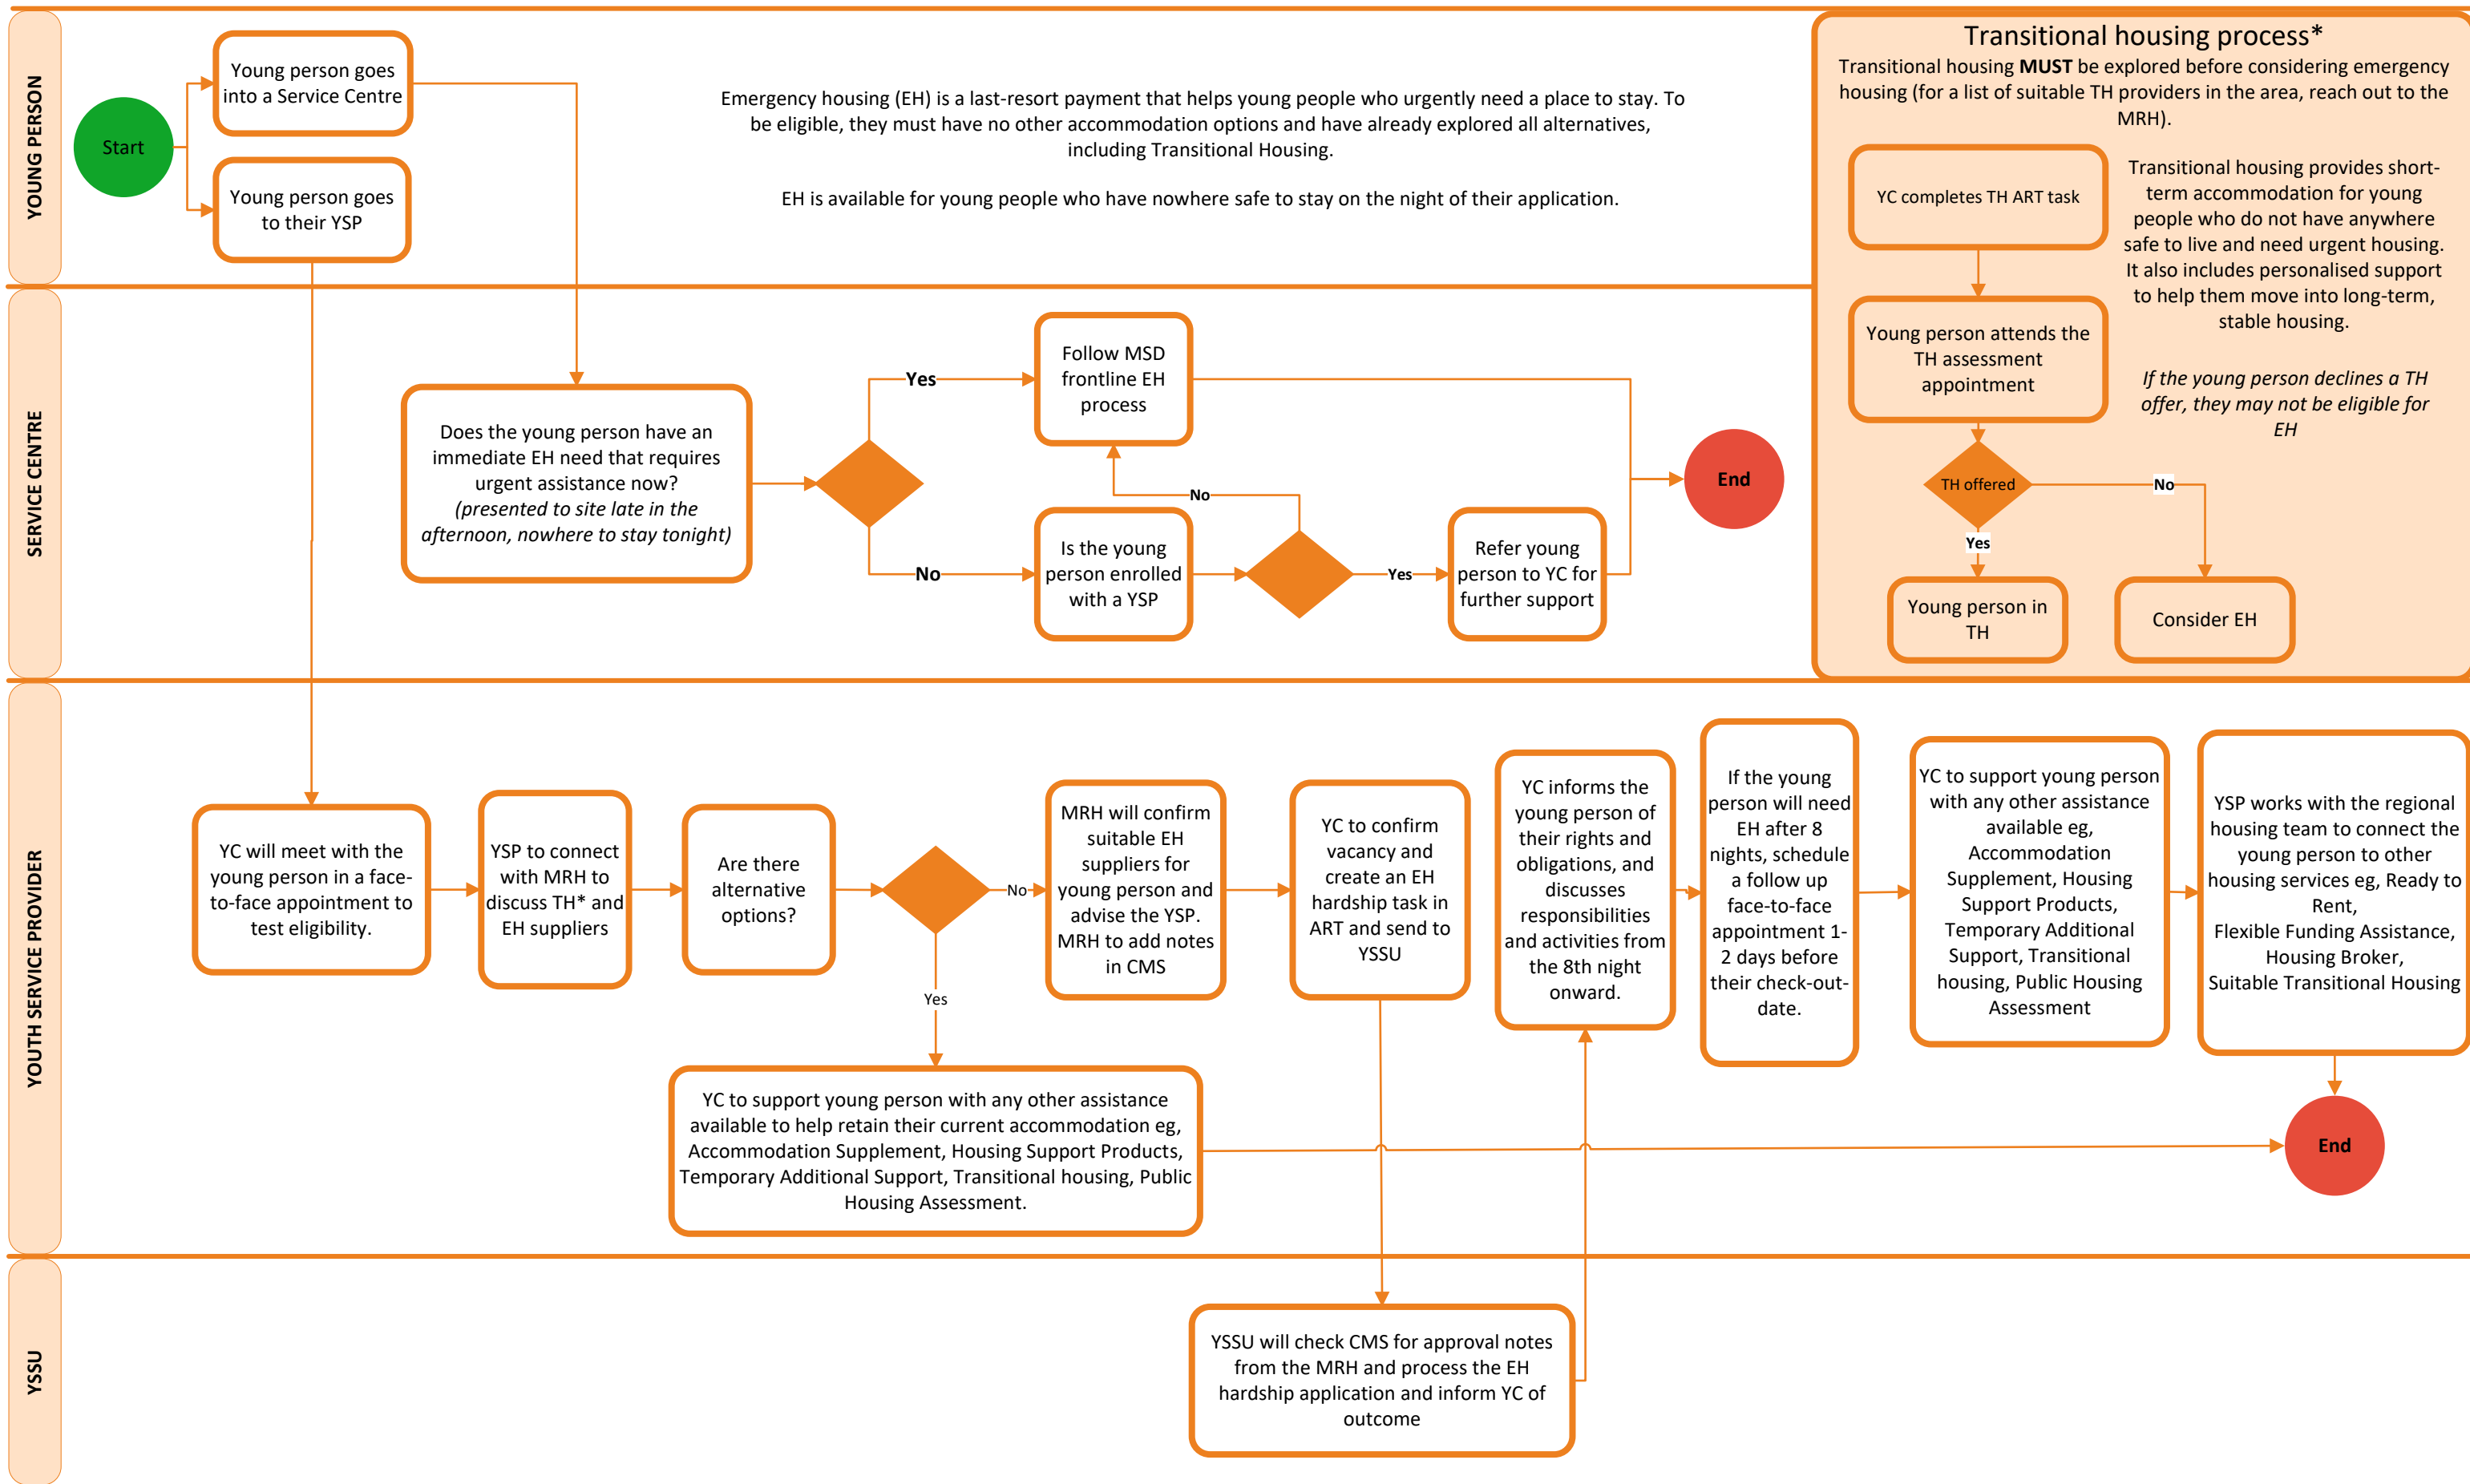 YOUNG PERSON
Start
Young person goes
into a Service Centre
Young person goes
to their YSP
Emergency housing (EH) is a last-resort payment that helps young people who urgently need a place to stay. To
be eligible, they must have no other accommodation options and have already explored all alternatives,
including Transitional Housing.
EH is available for young people who have nowhere safe to stay on the night of their application.
Transitional housing process*
Transitional housing MUST be explored before considering emergency
housing (for a list of suitable TH providers in the area, reach out to the
MRH).
YC completes TH ART task
Young person attends the
TH assessment
appointment
TH offered
No
Yes
Young person in
TH
Consider EH
Transitional housing provides short-
term accommodation for young
people who do not have anywhere
safe to live and need urgent housing.
It also includes personalised support
to help them move into long-term,
stable housing.
If the young person declines a TH
offer, they may not be eligible for
EH
SERVICE CENTRE
Does the young person have an
immediate EH need that requires
urgent assistance now?
(presented to site late in the
afternoon, nowhere to stay tonight)
Yes
No
Follow MSD
frontline EH
process
Is the young
person enrolled
with a YSP
No
Yes
Refer young
person to YC for
further support
End
YOUTH SERVICE PROVIDER
YC will meet with the
young person in a face-
to-face appointment to
test eligibility.
YSP to connect
with MRH to
discuss TH* and
EH suppliers
Are there
alternative
options?
No
Yes
MRH will confirm
suitable EH
suppliers for
young person and
advise the YSP.
MRH to add notes
in CMS
YC to confirm
vacancy and
create an EH
hardship task in
ART and send to
YSSU
YC informs the
young person of
their rights and
obligations, and
discusses
responsibilities
and activities from
the 8th night
onward.
If the young
person will need
EH after 8
nights, schedule
a follow up
face-to-face
appointment 1-
2 days before
their check-out-
date.
YC to support young person
with any other assistance
available eg,
Accommodation
Supplement, Housing
Support Products,
Temporary Additional
Support, Transitional
housing, Public Housing
Assessment
YSP works with the regional
housing team to connect the
young person to other
housing services eg, Ready to
Rent,
Flexible Funding Assistance,
Housing Broker,
Suitable Transitional Housing
YC to support young person with any other assistance
available to help retain their current accommodation eg,
Accommodation Supplement, Housing Support Products,
Temporary Additional Support, Transitional housing, Public
Housing Assessment.
End
YSSU
YSSU will check CMS for approval notes
from the MRH and process the EH
hardship application and inform YC of
outcome